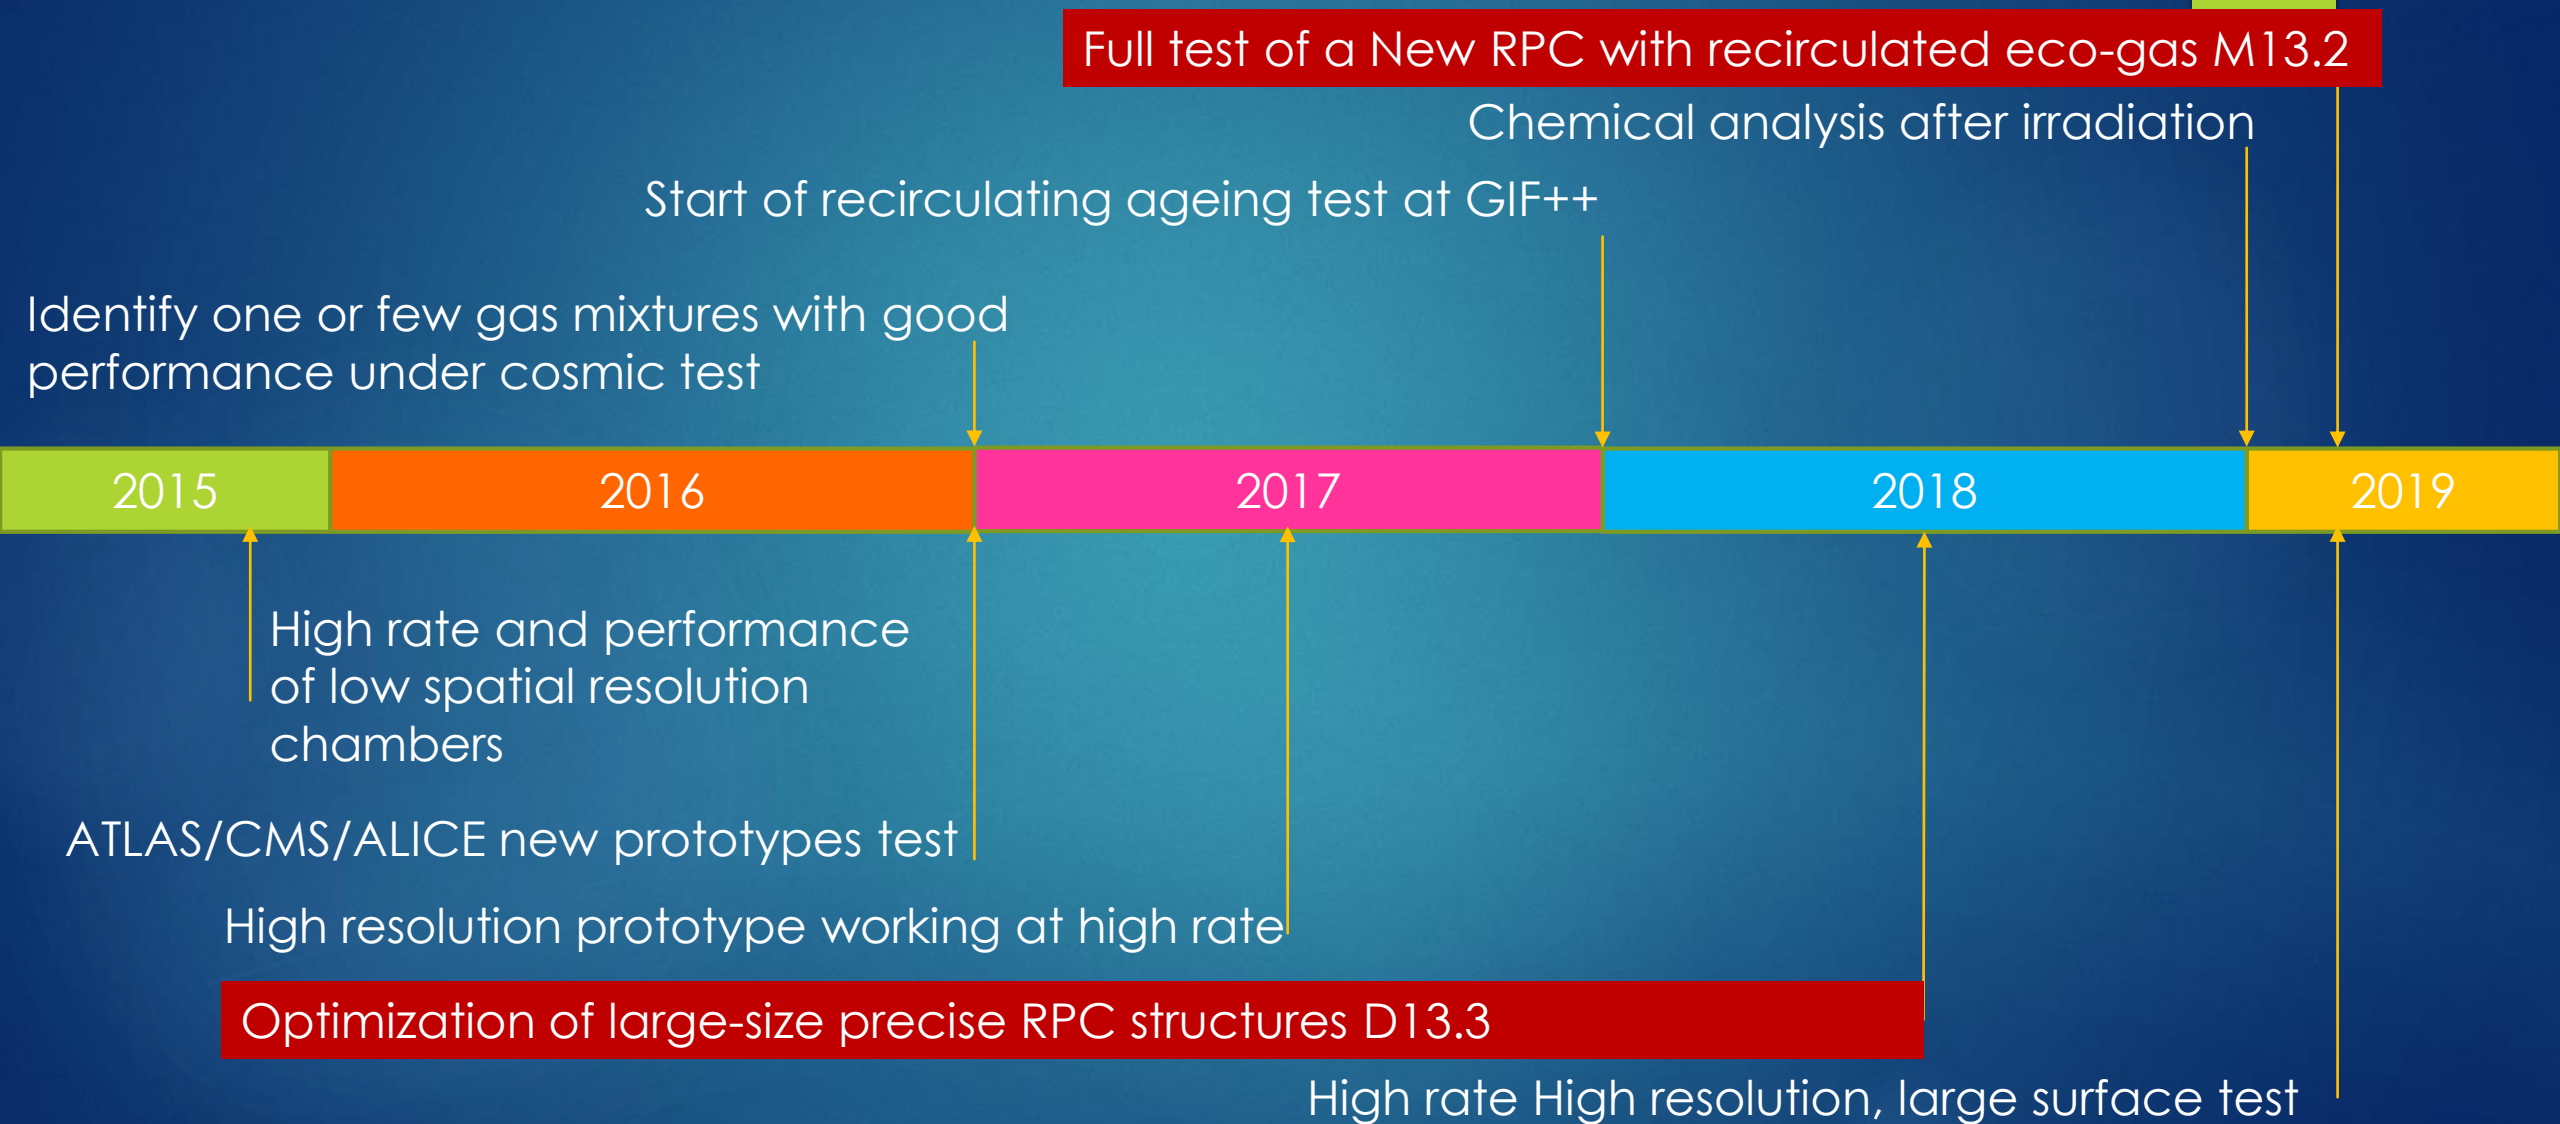 Full test of a New RPC with recirculated eco-gas M13.2
Chemical analysis after irradiation
Start of recirculating ageing test at GIF++
Identify one or few gas mixtures with good
performance under cosmic test
2015
2016
2017
2018
2019
High rate and performance
of low spatial resolution
chambers
ATLAS/CMS/ALICE new prototypes test
High resolution prototype working at high rate
Optimization of large-size precise RPC structures D13.3
High rate High resolution, large surface test